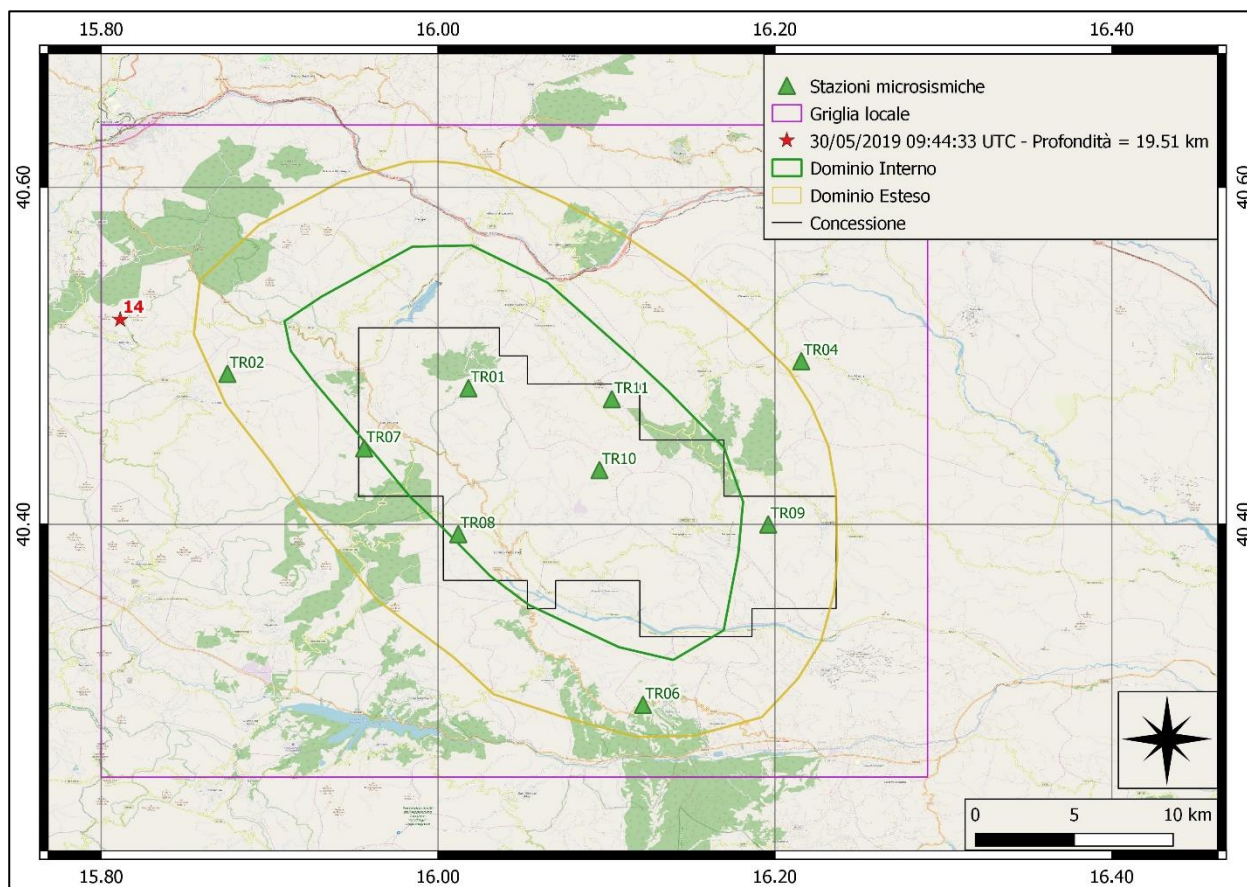 15.80 16.00 16.20 16.40
Stazioni microsismiche
Griglia locale
30/05/2019 09:44:33 UTC - Profondità = 19.51 km
Dominio Interno
Dominio Esteso
Concessione
40.60 40.60
14
TR04
TR02
TR01
TR11
TR07
TR10
40.40 40.40
TR09
TR08
TR06
0 5 10 km
15.80 16.00 16.20 16.40